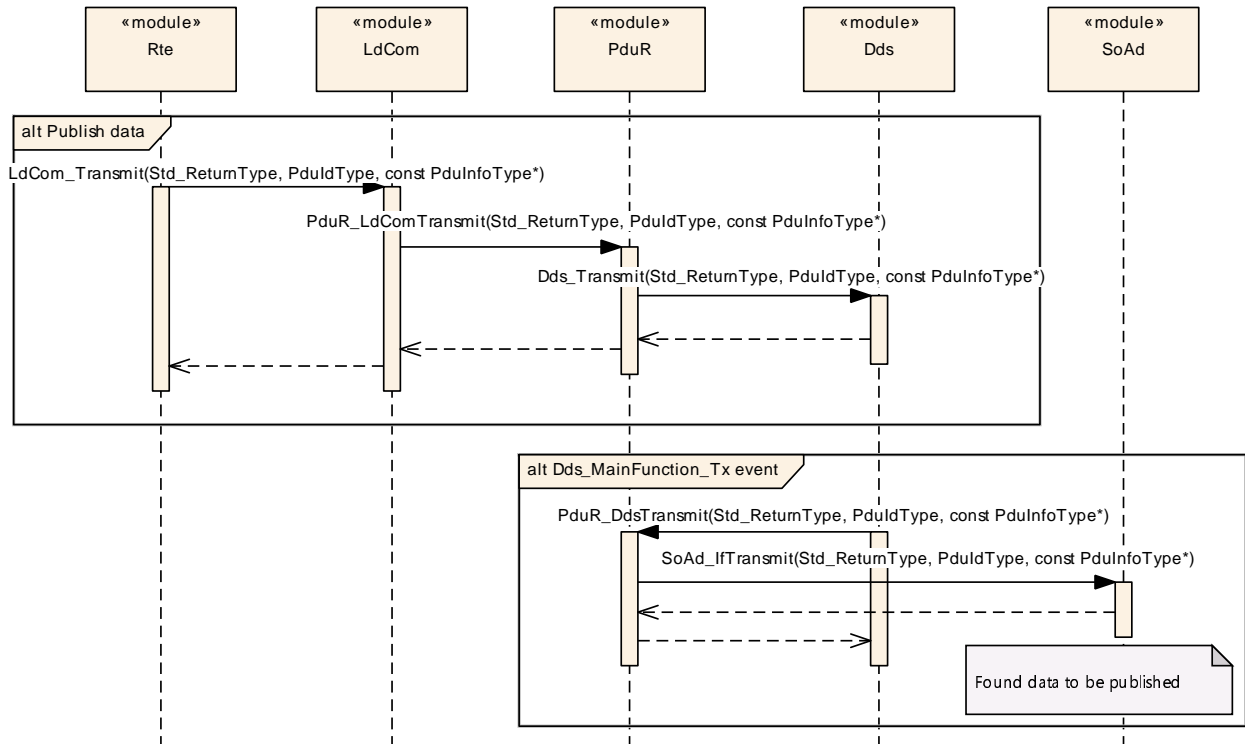 «module» «module» «module» «module» «module»
Rte LdCom PduR Dds SoAd
alt Publish data
LdCom_Transmit(Std_ReturnType, PduIdType, const PduInfoType*)
PduR_LdComTransmit(Std_ReturnType, PduIdType, const PduInfoType*)
Dds_Transmit(Std_ReturnType, PduIdType, const PduInfoType*)
alt Dds_MainFunction_Tx event
PduR_DdsTransmit(Std_ReturnType, PduIdType, const PduInfoType*)
SoAd_IfTransmit(Std_ReturnType, PduIdType, const PduInfoType*)
Found data to be published